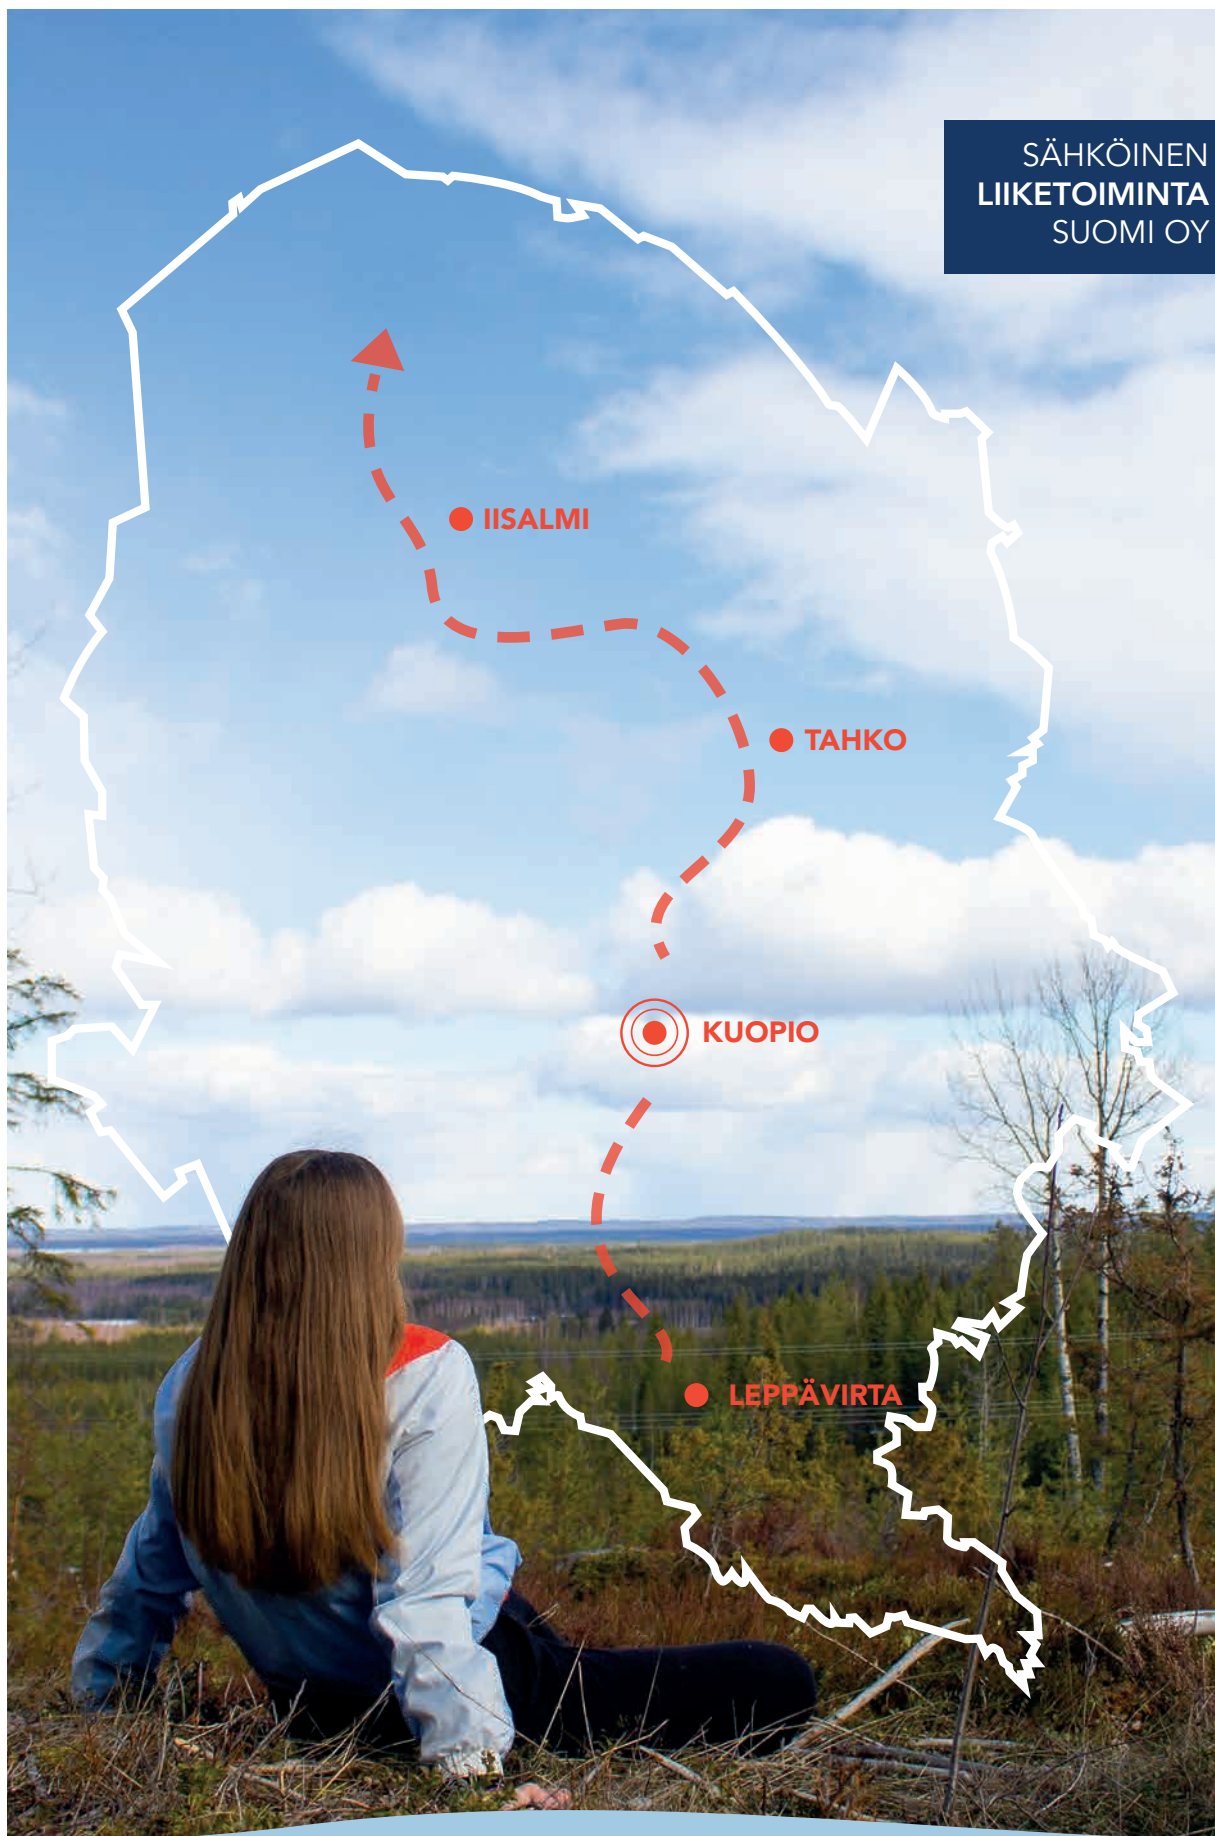 SÄHKÖINEN
LIIKETOIMINTA
SUOMI OY
IISALMI
TAHKO
KUOPIO
LEPPÄVIRTA